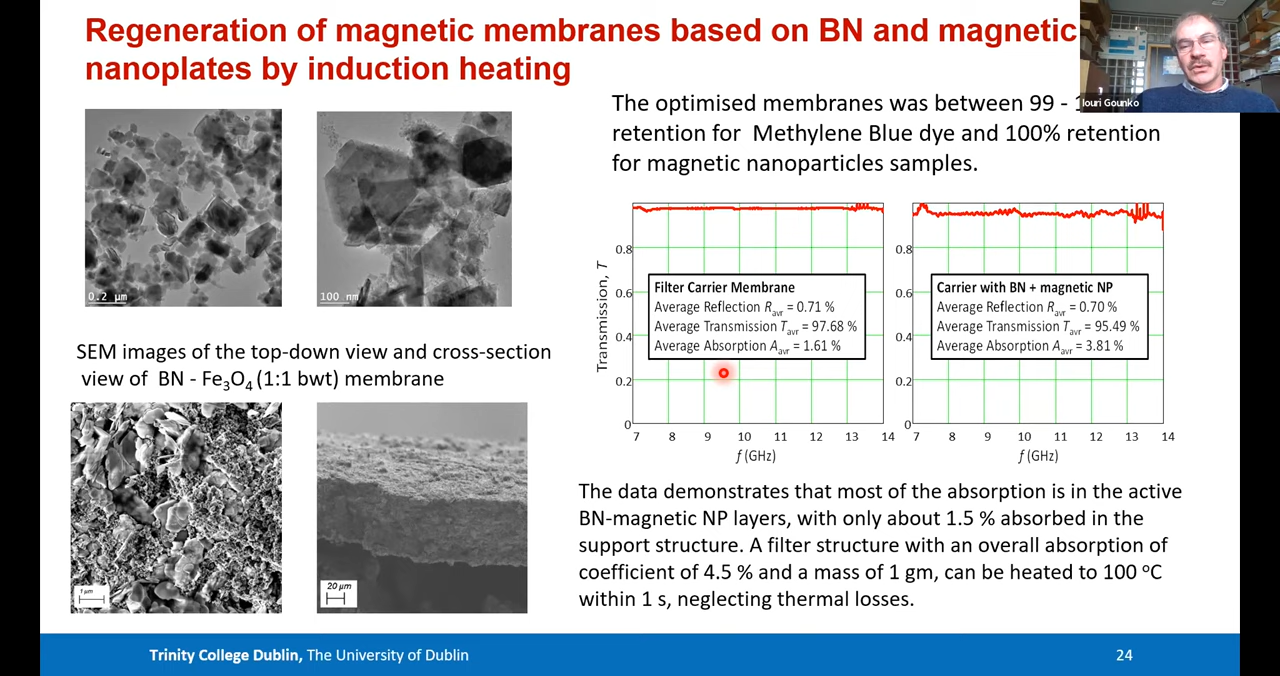 Regeneration of magnetic membranes based on BN and magnetic
nanoplates by induction heating
Iouri Gounko
The optimised membranes was between 99 -
retention for Methylene Blue dye and 100% retention
for magnetic nanoparticles samples.
0.2 µm
100 nm
SEM images of the top-down view and cross-section
view of BN - Fe₃O₄ (1:1 bwt) membrane
1 µm
20 µm
Transmission, T
0.8
0.6
0.4
0.2
0
Filter Carrier Membrane
Average Reflection Ravr = 0.71 %
Average Transmission Tavr = 97.68 %
Average Absorption Aavr = 1.61 %
7 8 9 10 11 12 13 14
f (GHz)
0.8
0.6
0.4
0.2
0
Carrier with BN + magnetic NP
Average Reflection Ravr = 0.70 %
Average Transmission Tavr = 95.49 %
Average Absorption Aavr = 3.81 %
7 8 9 10 11 12 13 14
f (GHz)
The data demonstrates that most of the absorption is in the active
BN-magnetic NP layers, with only about 1.5 % absorbed in the
support structure. A filter structure with an overall absorption of
coefficient of 4.5 % and a mass of 1 gm, can be heated to 100 °C
within 1 s, neglecting thermal losses.
Trinity College Dublin, The University of Dublin
24